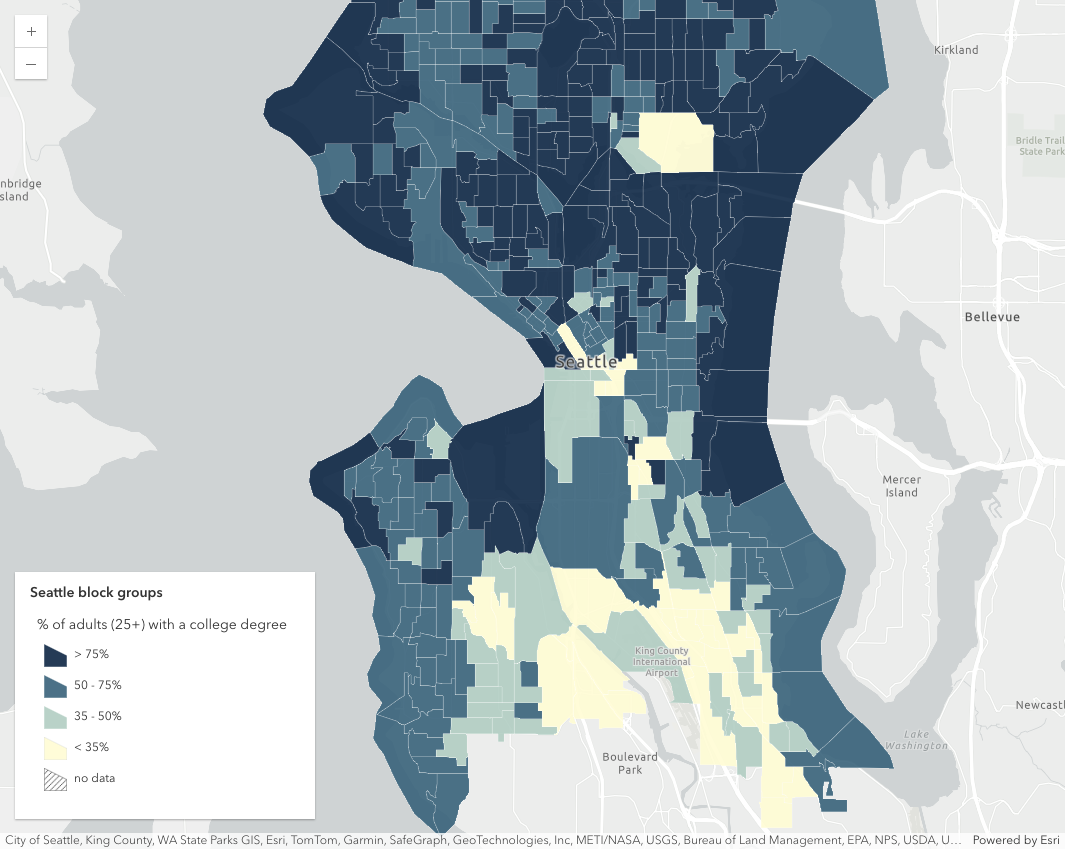 +
Kirkland
Bridle Trail
State Park
nbridge
sland
−
Bellevue
Seattle
Mercer
Island
Seattle block groups
% of adults (25+) with a college degree
> 75%
50 - 75%
35 - 50%
< 35%
no data
King County
International
Airport
Newcastl
Lake
Washington
Boulevard
Park
City of Seattle, King County, WA State Parks GIS, Esri, TomTom, Garmin, SafeGraph, GeoTechnologies, Inc, METI/NASA, USGS, Bureau of Land Management, EPA, NPS, USDA, U... Powered by Esri